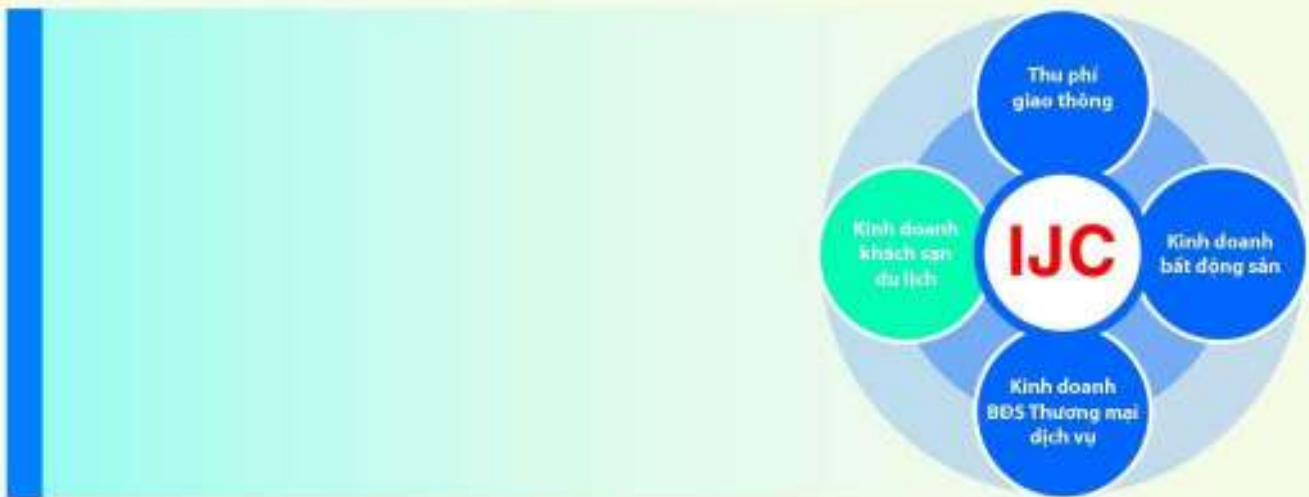 Thu phí
giao thông
Kinh doanh
khách sạn
du lịch
IJC
Kinh doanh
bất động sản
Kinh doanh
BĐS Thương mại
dịch vụ